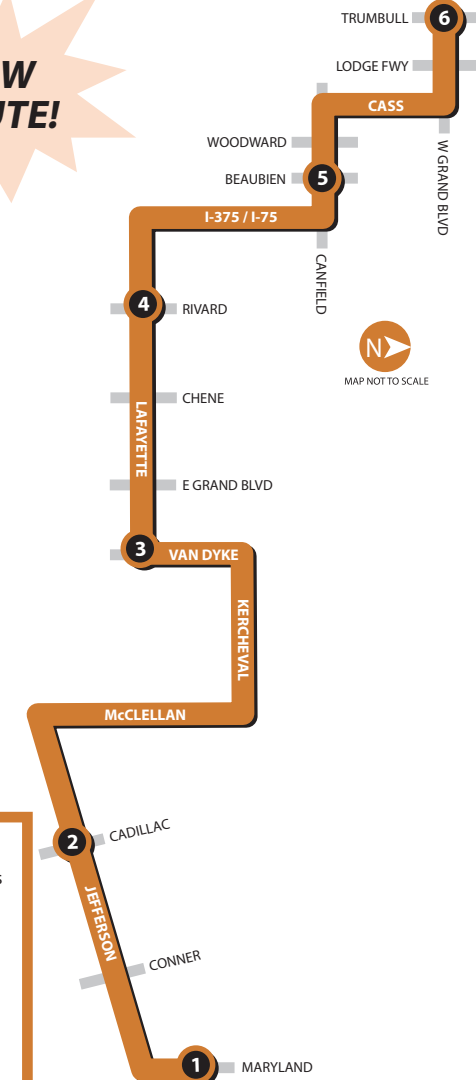 TRUMBULL
6
LODGE FWY
CASS
WOODWARD
BEAUBIEN
5
W GRAND BLVD
I-375 / I-75
CANFIELD
4
RIVARD
N
MAP NOT TO SCALE
CHENE
LAFAYETTE
E GRAND BLVD
3
VAN DYKE
KERCHEVAL
McCLELLAN
2
CADILLAC
JEFFERSON
CONNER
1
MARYLAND